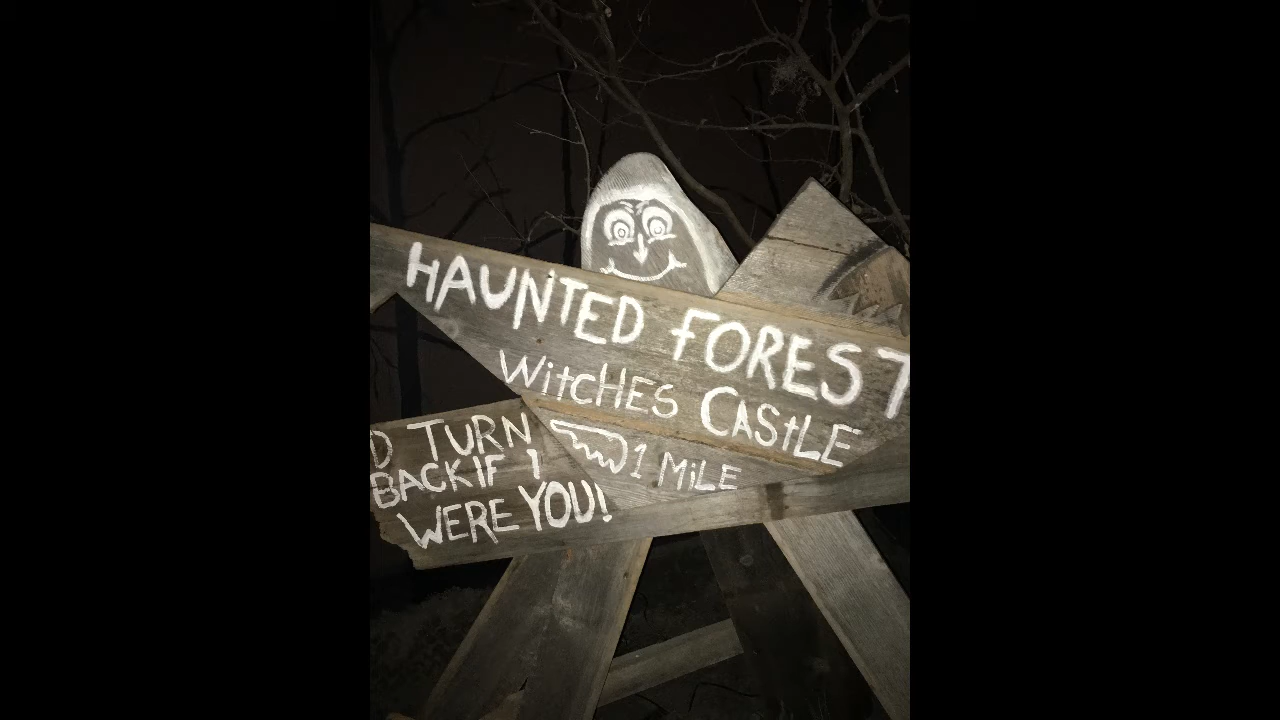 HAUNTED FOREST
WitCHES CAStLE
1 MiLE
D TURN
BACK IF I
WERE YOU!